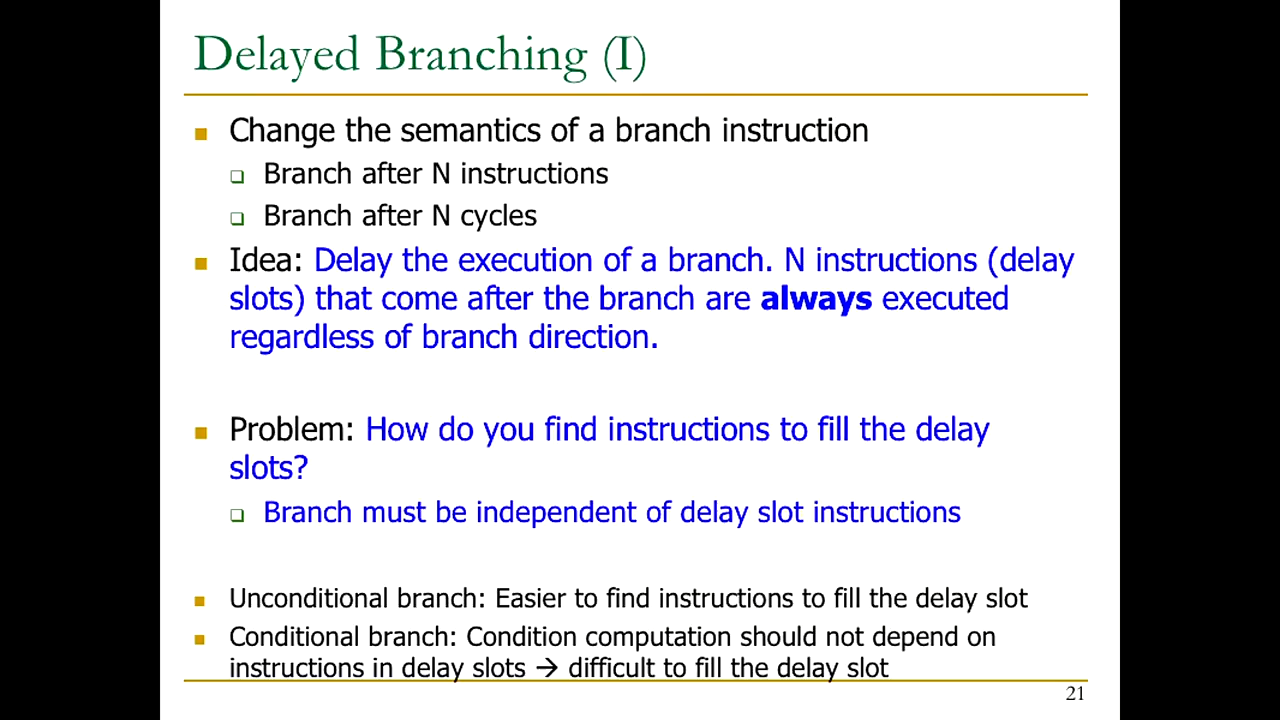 Delayed Branching (I)
Change the semantics of a branch instruction
Branch after N instructions
Branch after N cycles
Idea: Delay the execution of a branch. N instructions (delay
slots) that come after the branch are always executed
regardless of branch direction.
Problem: How do you find instructions to fill the delay
slots?
Branch must be independent of delay slot instructions
Unconditional branch: Easier to find instructions to fill the delay slot
Conditional branch: Condition computation should not depend on
instructions in delay slots → difficult to fill the delay slot
21